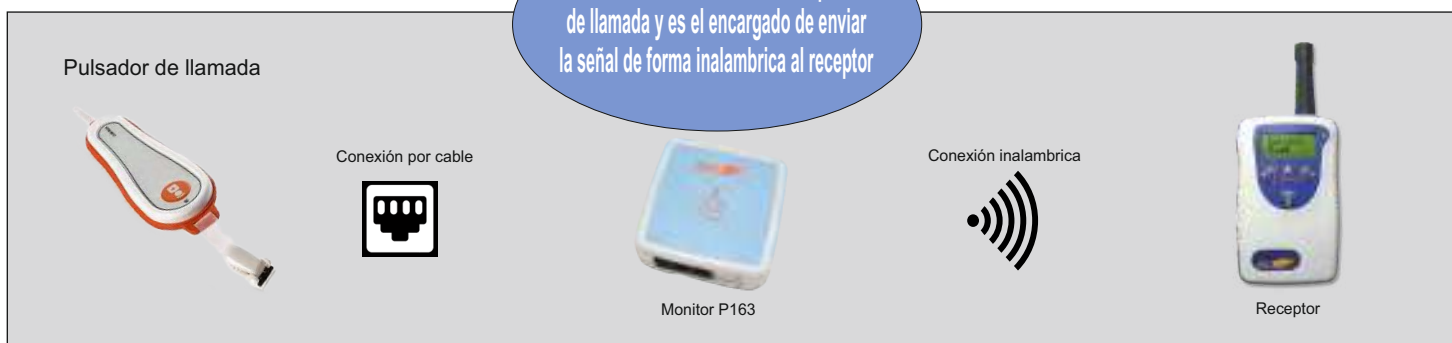 de llamada y es el encargado de enviar
la señal de forma inalambrica al receptor
Pulsador de llamada
Conexión por cable
Conexión inalambrica
Monitor P163
Receptor